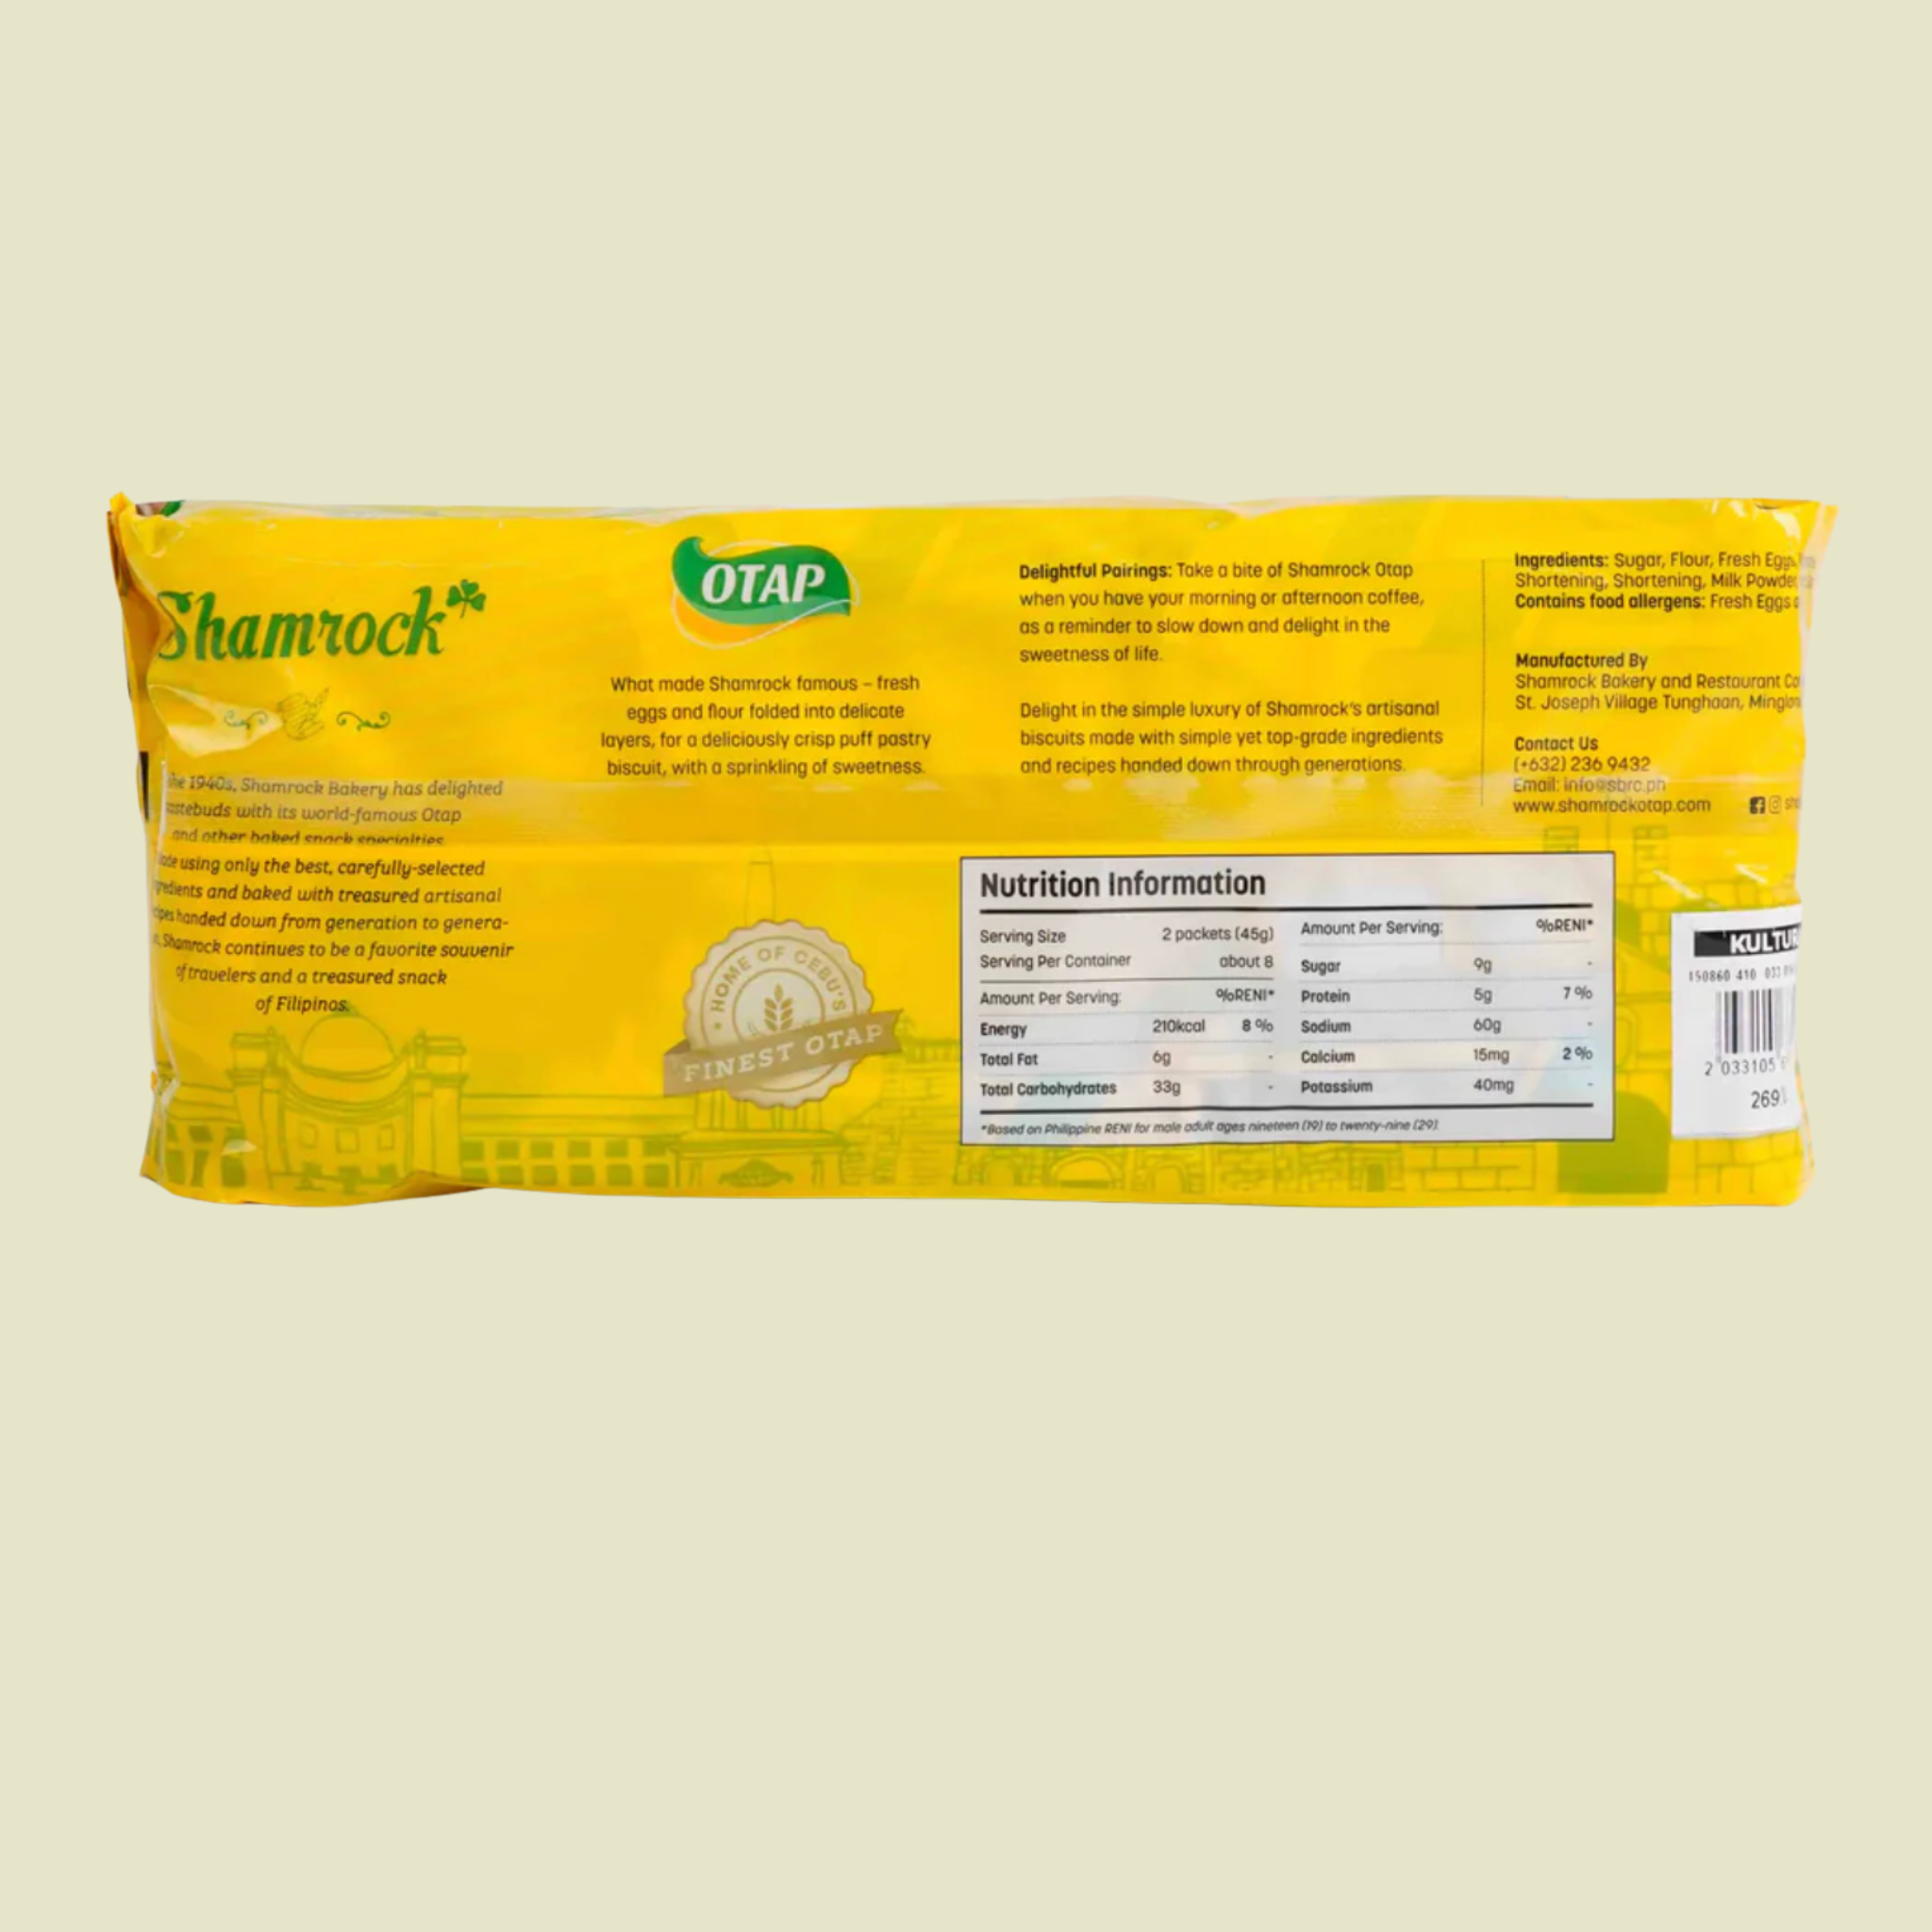 Shamrock
the 1940s, Shamrock Bakery has delighted
tastebuds with its world-famous Otap
and other baked snack specialties.
using only the best, carefully-selected
and baked with treasured artisanal
handed down from generation to genera-
Shamrock continues to be a favorite souvenir
of travelers and a treasured snack
of Filipinos.
OTAP
What made Shamrock famous – fresh
eggs and flour folded into delicate
layers, for a deliciously crisp puff pastry
biscuit, with a sprinkling of sweetness.
HOME OF CEBU'S
FINEST OTAP
Delightful Pairings: Take a bite of Shamrock Otap
when you have your morning or afternoon coffee,
as a reminder to slow down and delight in the
sweetness of life.
Delight in the simple luxury of Shamrock's artisanal
biscuits made with simple yet top-grade ingredients
and recipes handed down through generations.
Ingredients: Sugar, Flour, Fresh Eggs,
Shortening, Shortening, Milk Powder
Contains food allergens: Fresh Eggs
Manufactured By
Shamrock Bakery and Restaurant
St. Joseph Village Tunghaan,
Contact Us
(+632) 236 9432
Email: info@sbrc.ph
www.shamrockotap.com
Nutrition Information
Serving Size 2 packets (45g)
Serving Per Container about 8
Amount Per Serving: %RENI*
Energy 210kcal 8%
Total Fat 6g -
Total Carbohydrates 33g -
Amount Per Serving: %RENI*
Sugar 9g -
Protein 5g 7%
Sodium 60g -
Calcium 15mg 2%
Potassium 40mg -
*Based on Philippine RENI for male adult ages nineteen (19) to twenty-nine (29).
KULTUR
150860 410 033
2 033105
269